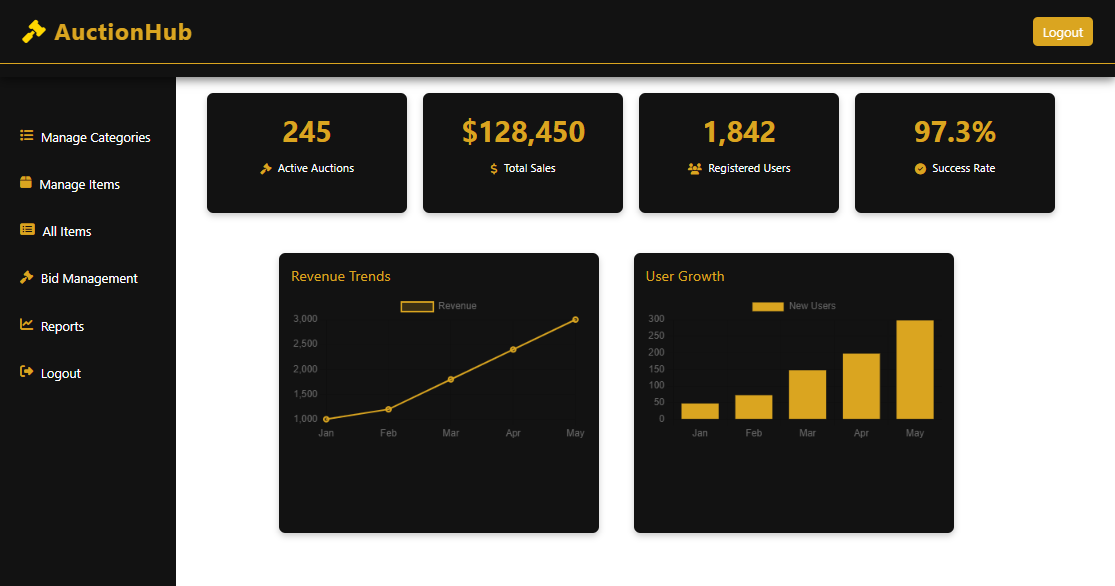 AuctionHub
Logout
Manage Categories
Manage Items
All Items
Bid Management
Reports
Logout
245
Active Auctions
$128,450
Total Sales
1,842
Registered Users
97.3%
Success Rate
Revenue Trends
Revenue
3,000
2,500
2,000
1,500
1,000
Jan Feb Mar Apr May
User Growth
New Users
300
250
200
150
100
50
0
Jan Feb Mar Apr May